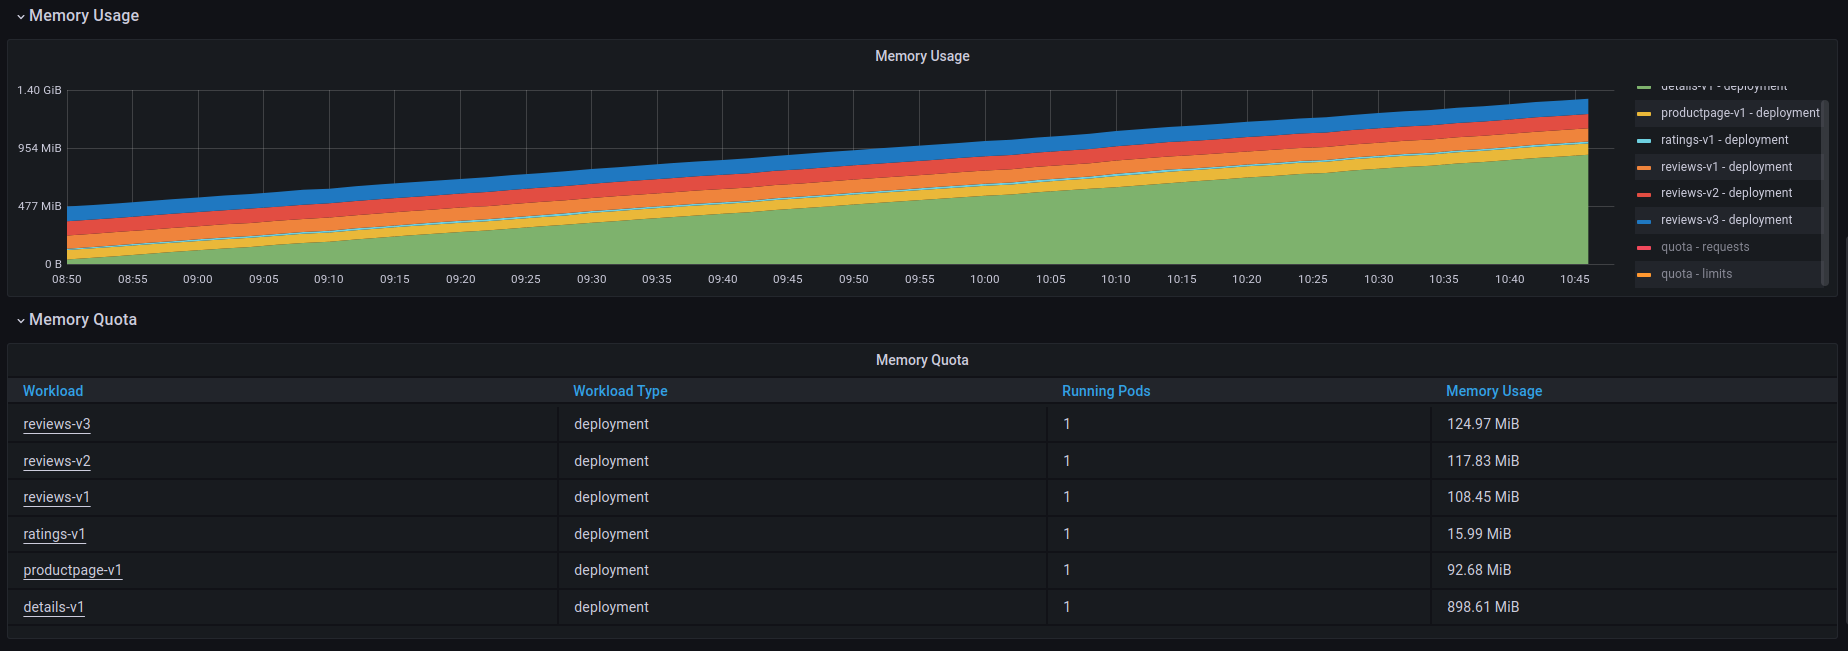 Memory Usage
Memory Usage
1.40 GiB
954 MiB
477 MiB
0 B
08:50 08:55 09:00 09:05 09:10 09:15 09:20 09:25 09:30 09:35 09:40 09:45 09:50 09:55 10:00 10:05 10:10 10:15 10:20 10:25 10:30 10:35 10:40 10:45
details-v1 - deployment
productpage-v1 - deployment
ratings-v1 - deployment
reviews-v1 - deployment
reviews-v2 - deployment
reviews-v3 - deployment
quota - requests
quota - limits
Memory Quota
Memory Quota
Workload Workload Type Running Pods Memory Usage
reviews-v3 deployment 1 124.97 MiB
reviews-v2 deployment 1 117.83 MiB
reviews-v1 deployment 1 108.45 MiB
ratings-v1 deployment 1 15.99 MiB
productpage-v1 deployment 1 92.68 MiB
details-v1 deployment 1 898.61 MiB